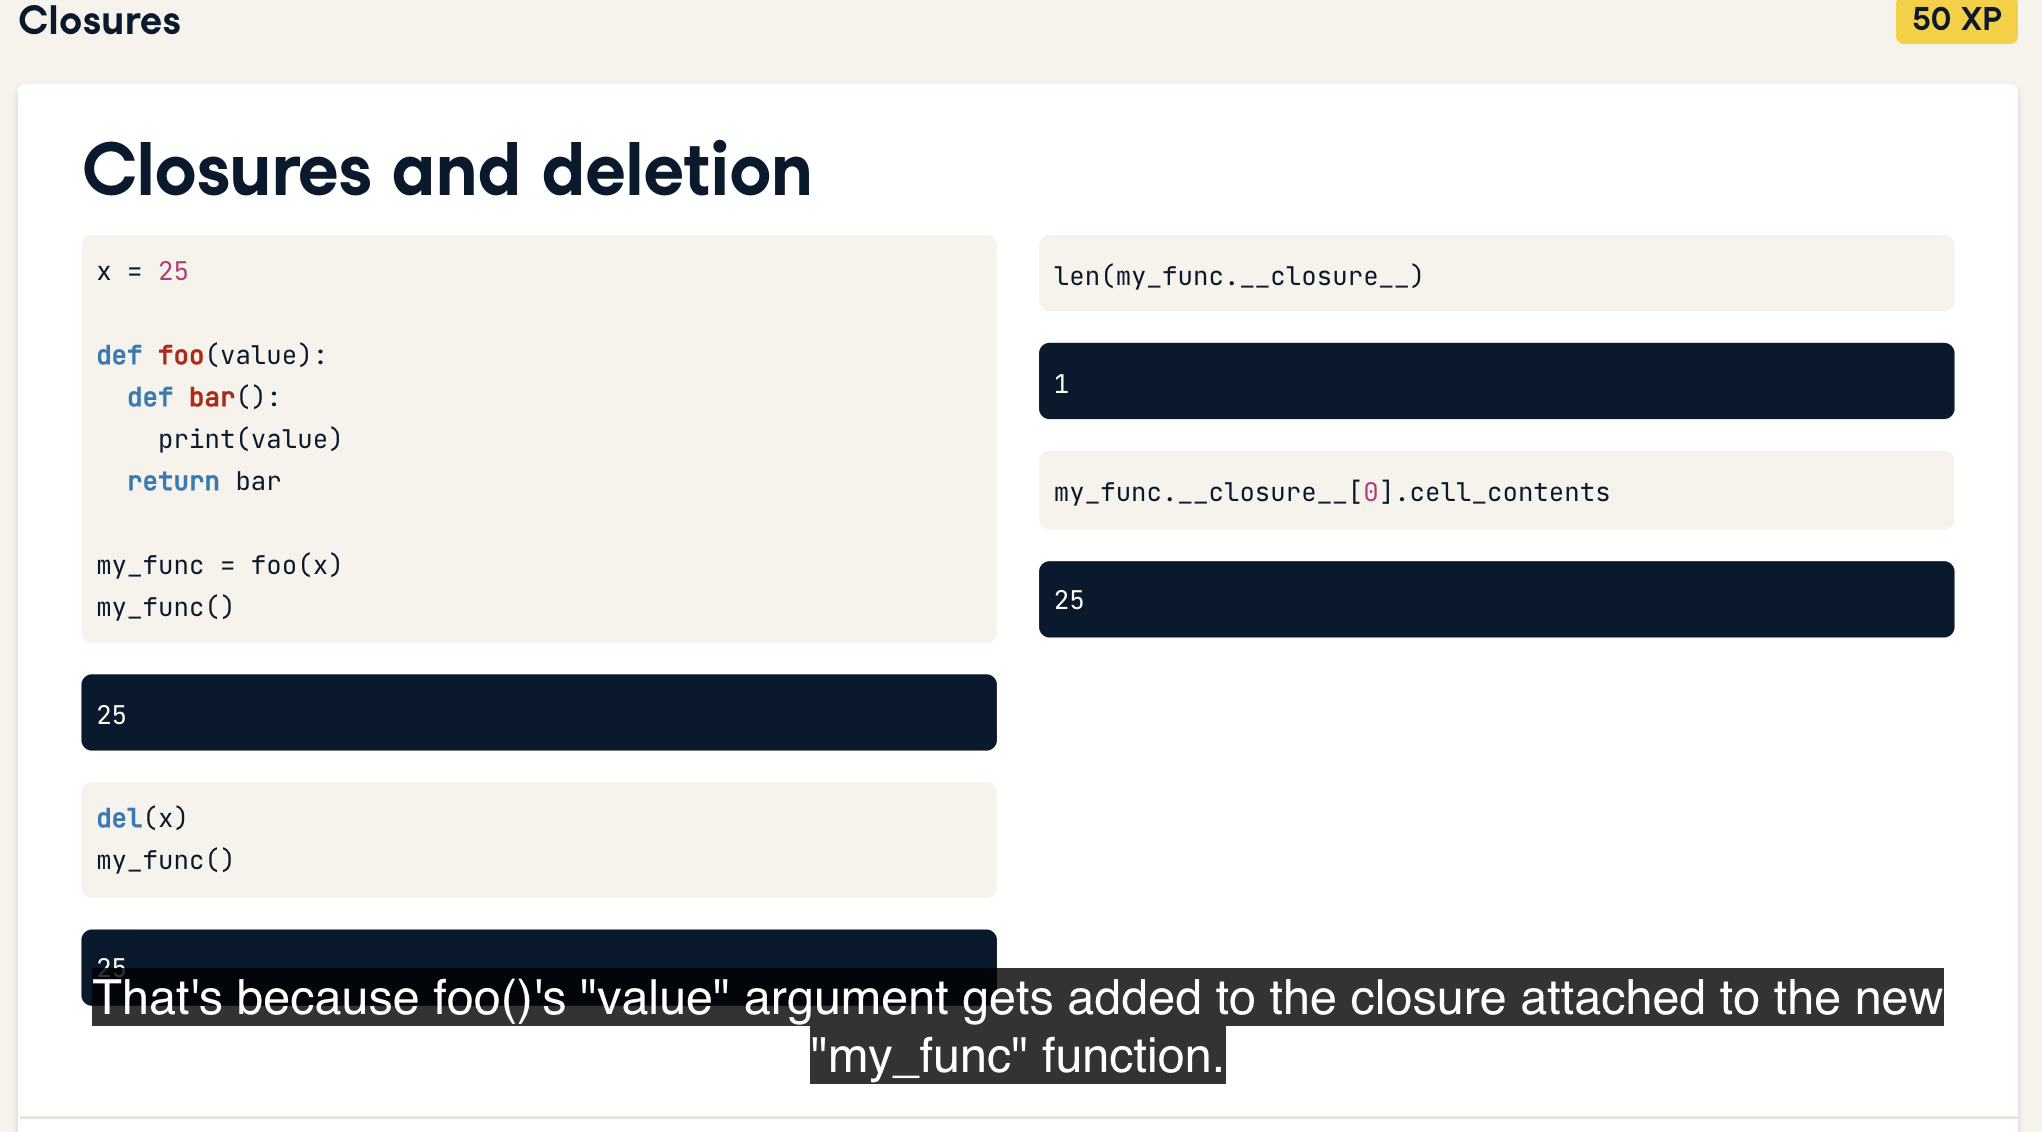 Closures
50 XP
Closures and deletion
x = 25
def foo(value):
  def bar():
    print(value)
  return bar
my_func = foo(x)
my_func()
25
del(x)
my_func()
25
len(my_func.__closure__)
1
my_func.__closure__[0].cell_contents
25
That's because foo()'s "value" argument gets added to the closure attached to the new
"my_func" function.